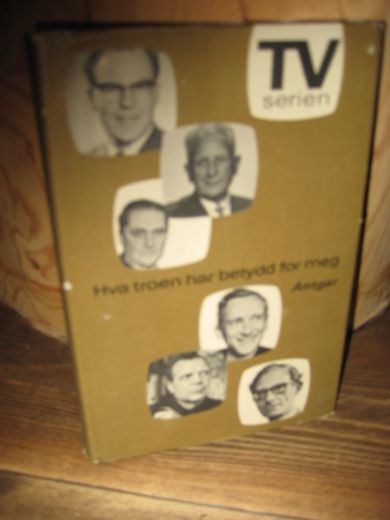 TV
serien
Hva troen har betydd for meg
Ansgar